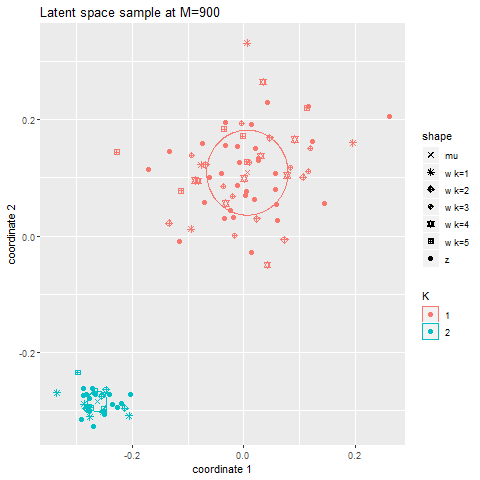 Latent space sample at M=900
0.2
0.0
-0.2
coordinate 2
-0.2
0.0
0.2
coordinate 1
shape
mu
w k=1
w k=2
w k=3
w k=4
w k=5
z
K
1
2